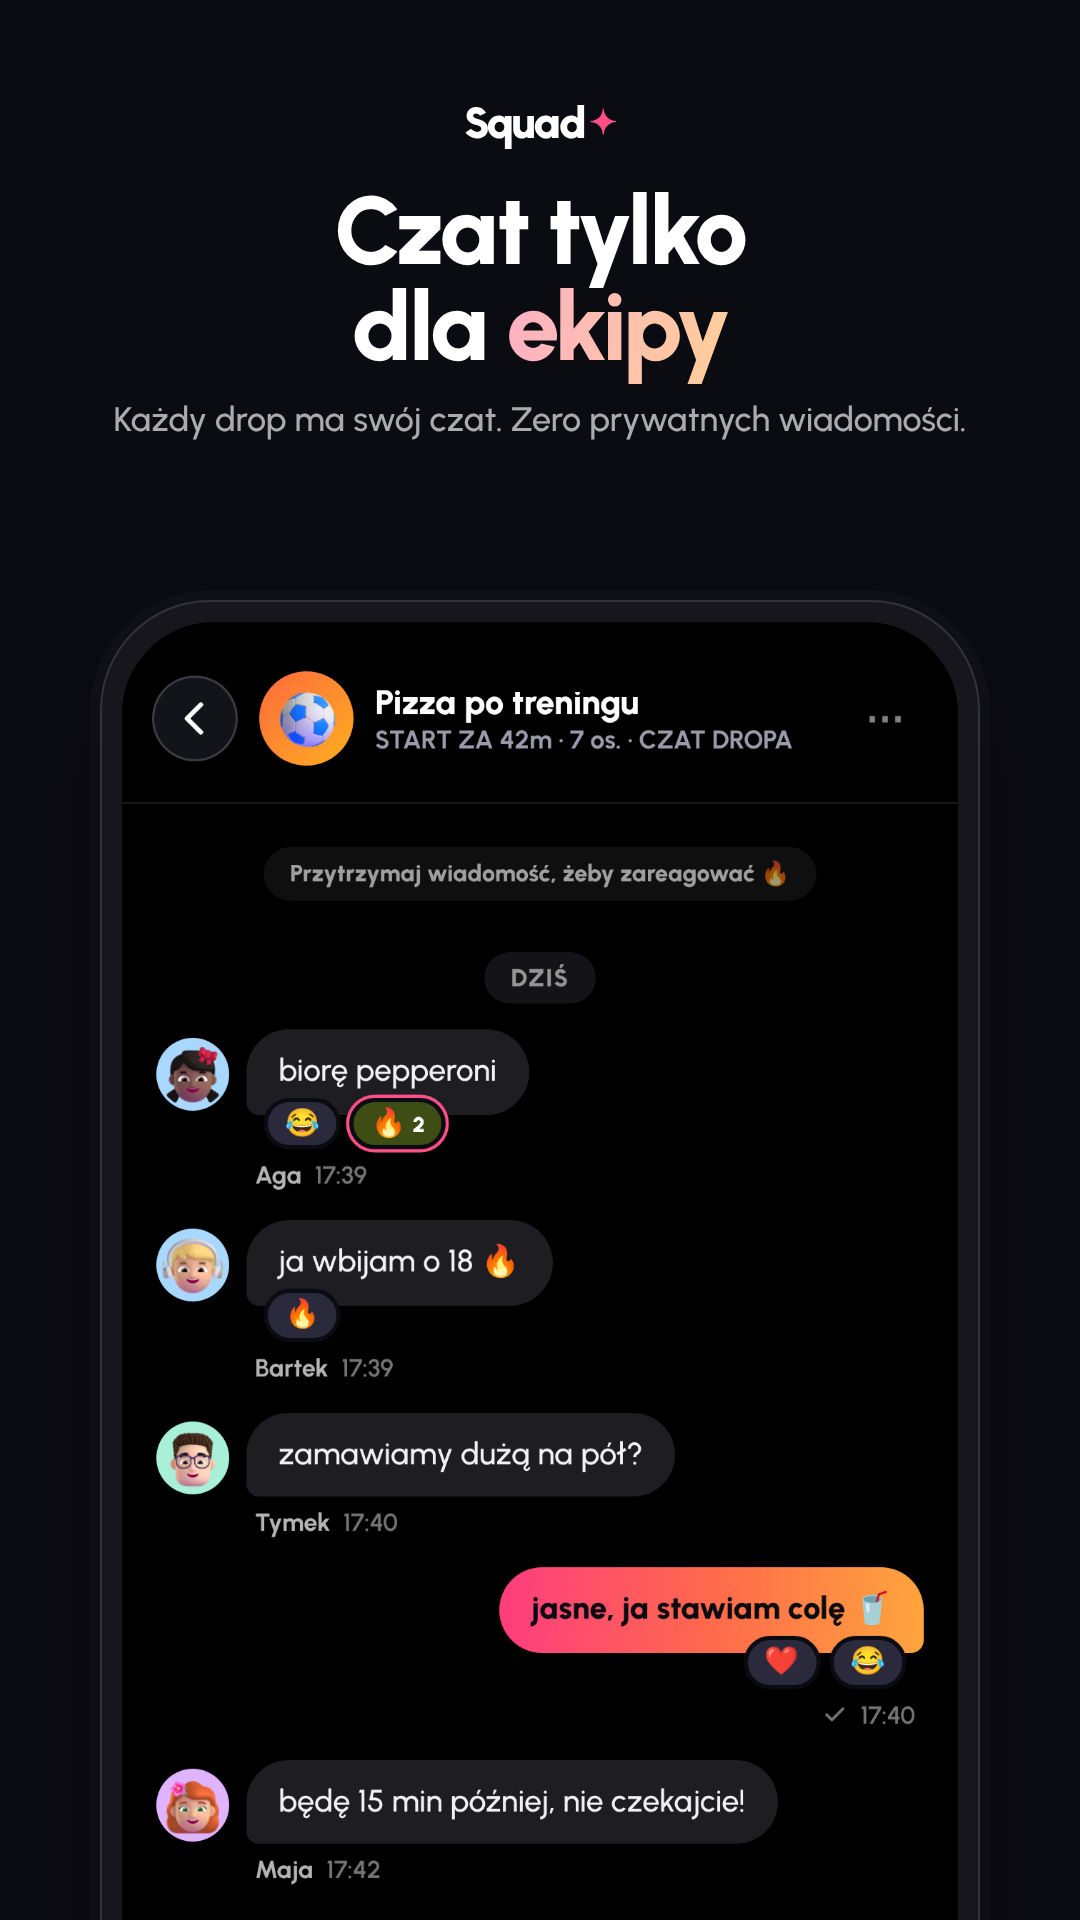 Squad
Czat tylko
dla ekipy
Każdy drop ma swój czat. Zero prywatnych wiadomości.
Pizza po treningu
START ZA 42m · 7 os. · CZAT DROPA
Przytrzymaj wiadomość, żeby zareagować 🔥
DZIŚ
biorę pepperoni
😂 🔥 2
Aga 17:39
ja wbijam o 18 🔥
🔥
Bartek 17:39
zamawiamy dużą na pół?
Tymek 17:40
jasne, ja stawiam colę 🥤
❤️ 😂
17:40
będę 15 min później, nie czekajcie!
Maja 17:42